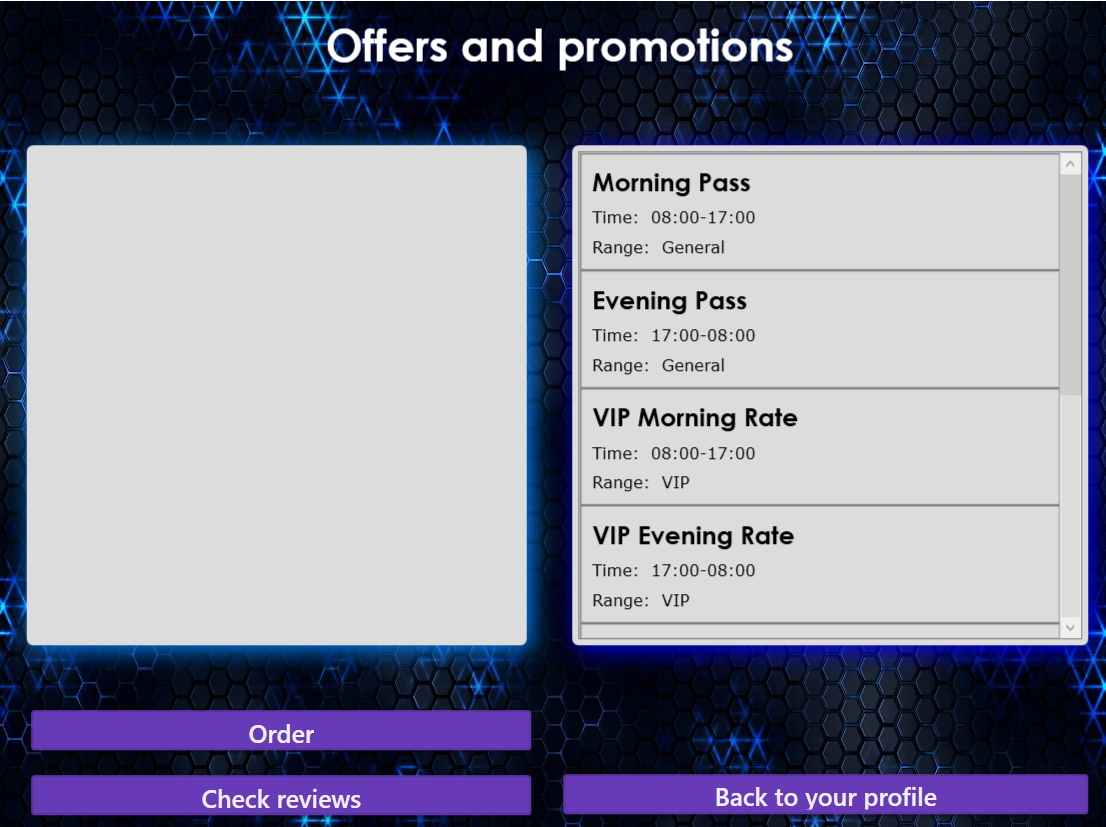 Offers and promotions
Morning Pass
Time: 08:00-17:00
Range: General
Evening Pass
Time: 17:00-08:00
Range: General
VIP Morning Rate
Time: 08:00-17:00
Range: VIP
VIP Evening Rate
Time: 17:00-08:00
Range: VIP
Order
Check reviews
Back to your profile